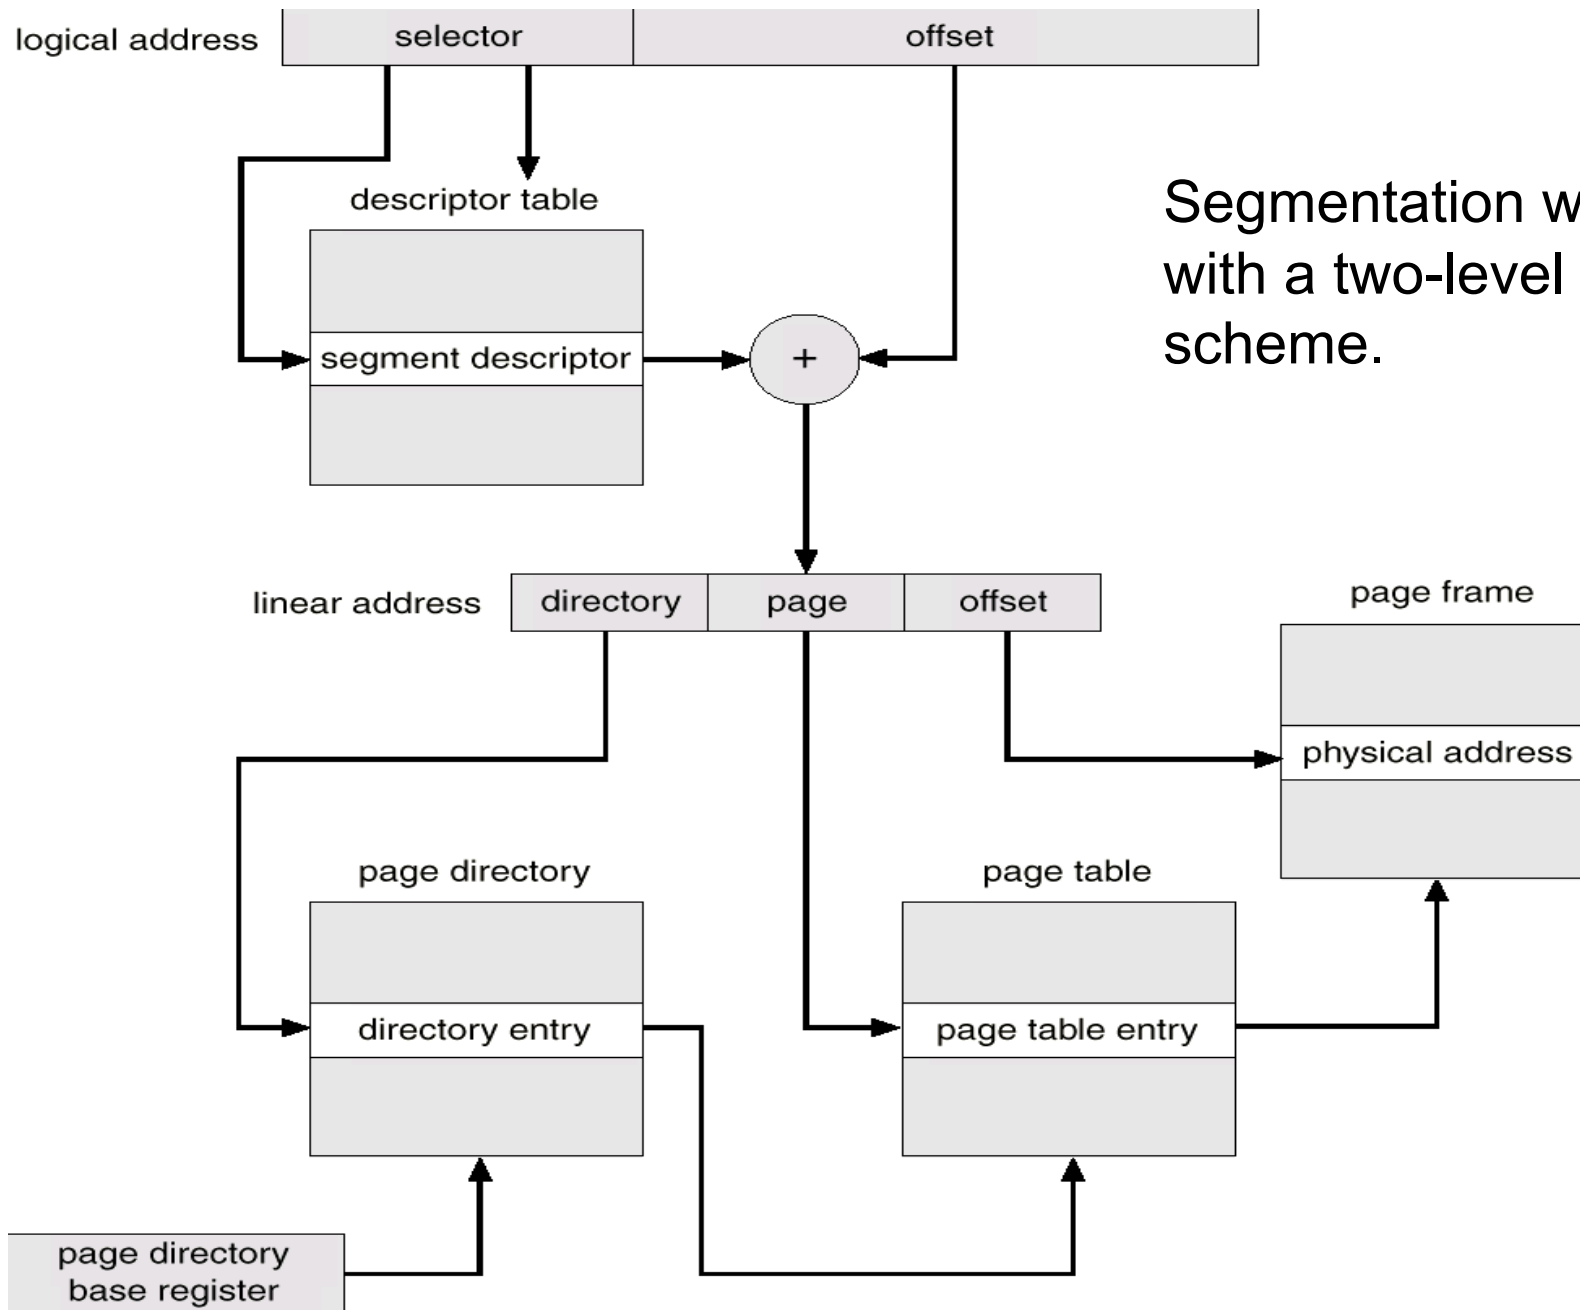 logical address
selector
offset
descriptor table
Segmentation
with a two-level
scheme.
segment descriptor
+
linear address
directory
page
offset
page frame
physical address
page directory
page table
directory entry
page table entry
page directory
base register